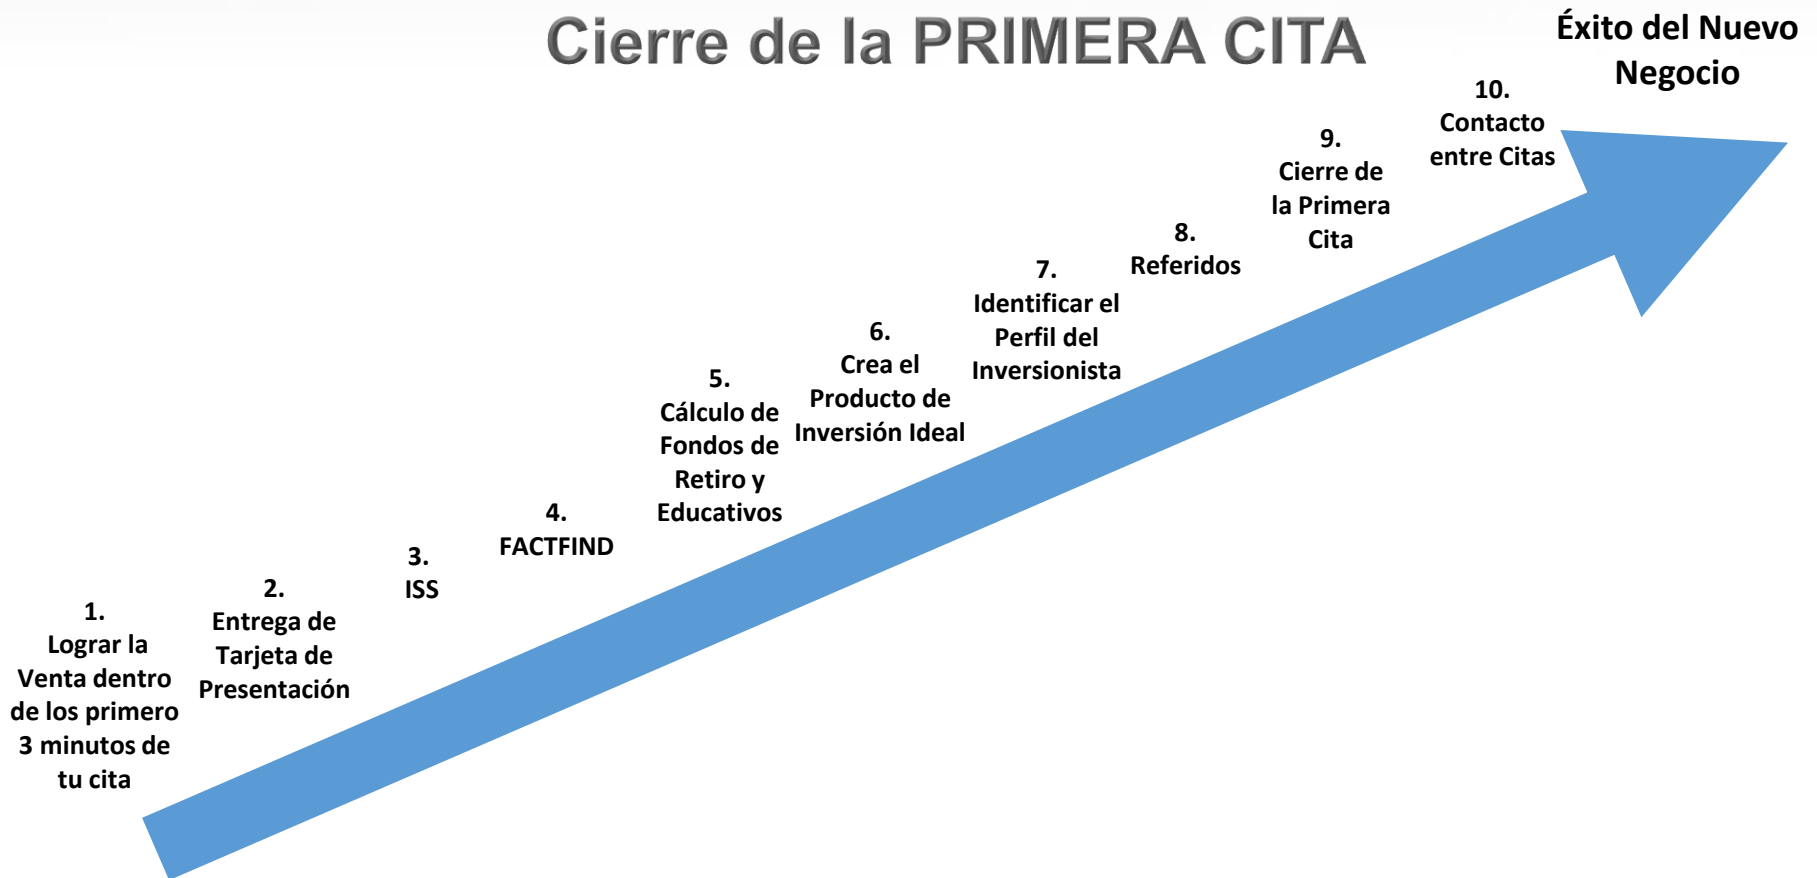 Cierre de la PRIMERA CITA
Éxito del Nuevo
Negocio
1.
Lograr la
Venta dentro
de los primero
3 minutos de
tu cita
2.
Entrega de
Tarjeta de
Presentación
3.
ISS
4.
FACTFIND
5.
Cálculo de
Fondos de
Retiro y
Educativos
6.
Crea el
Producto de
Inversión Ideal
7.
Identificar el
Perfil del
Inversionista
8.
Referidos
9.
Cierre de
la Primera
Cita
10.
Contacto
entre Citas